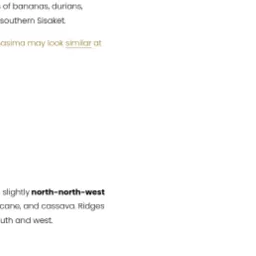 of bananas, durians,
southern Sisaket.
asima may look similar at
slightly north-north-west
cane, and cassava. Ridges
uth and west.